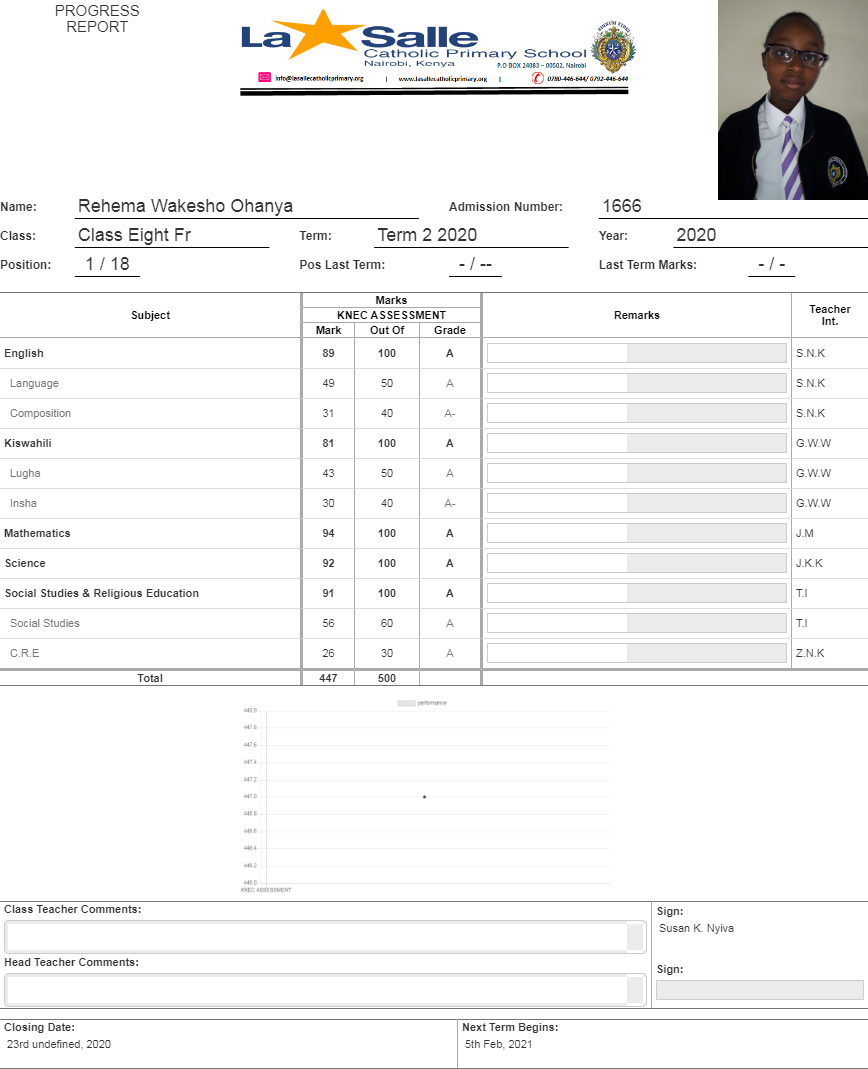 PROGRESS
REPORT
La Salle
Catholic Primary School
Nairobi, Kenya
P.O BOX 24083 – 00502, Nairobi
info@lasallecatholicprimary.org | www.lasallecatholicprimary.org | 0780-446-644/ 0792-446-644
Name: Rehema Wakesho Ohanya Admission Number: 1666
Class: Class Eight Fr Term: Term 2 2020 Year: 2020
Position: 1 / 18 Pos Last Term: - / -- Last Term Marks: - / -
Subject Marks Remarks Teacher Int.
KNEC ASSESSMENT
Mark Out Of Grade
English 89 100 A S.N.K
Language 49 50 A S.N.K
Composition 31 40 A- S.N.K
Kiswahili 81 100 A G.W.W
Lugha 43 50 A G.W.W
Insha 30 40 A- G.W.W
Mathematics 94 100 A J.M
Science 92 100 A J.K.K
Social Studies & Religious Education 91 100 A T.I
Social Studies 56 60 A T.I
C.R.E 26 30 A Z.N.K
Total 447 500
performance
448.0
447.8
447.6
447.4
447.2
447.0
446.8
446.6
446.4
446.2
446.0
KNEC ASSESSMENT
Class Teacher Comments: Sign:
Susan K. Nyiva
Head Teacher Comments: Sign:
Closing Date: Next Term Begins:
23rd undefined, 2020 5th Feb, 2021